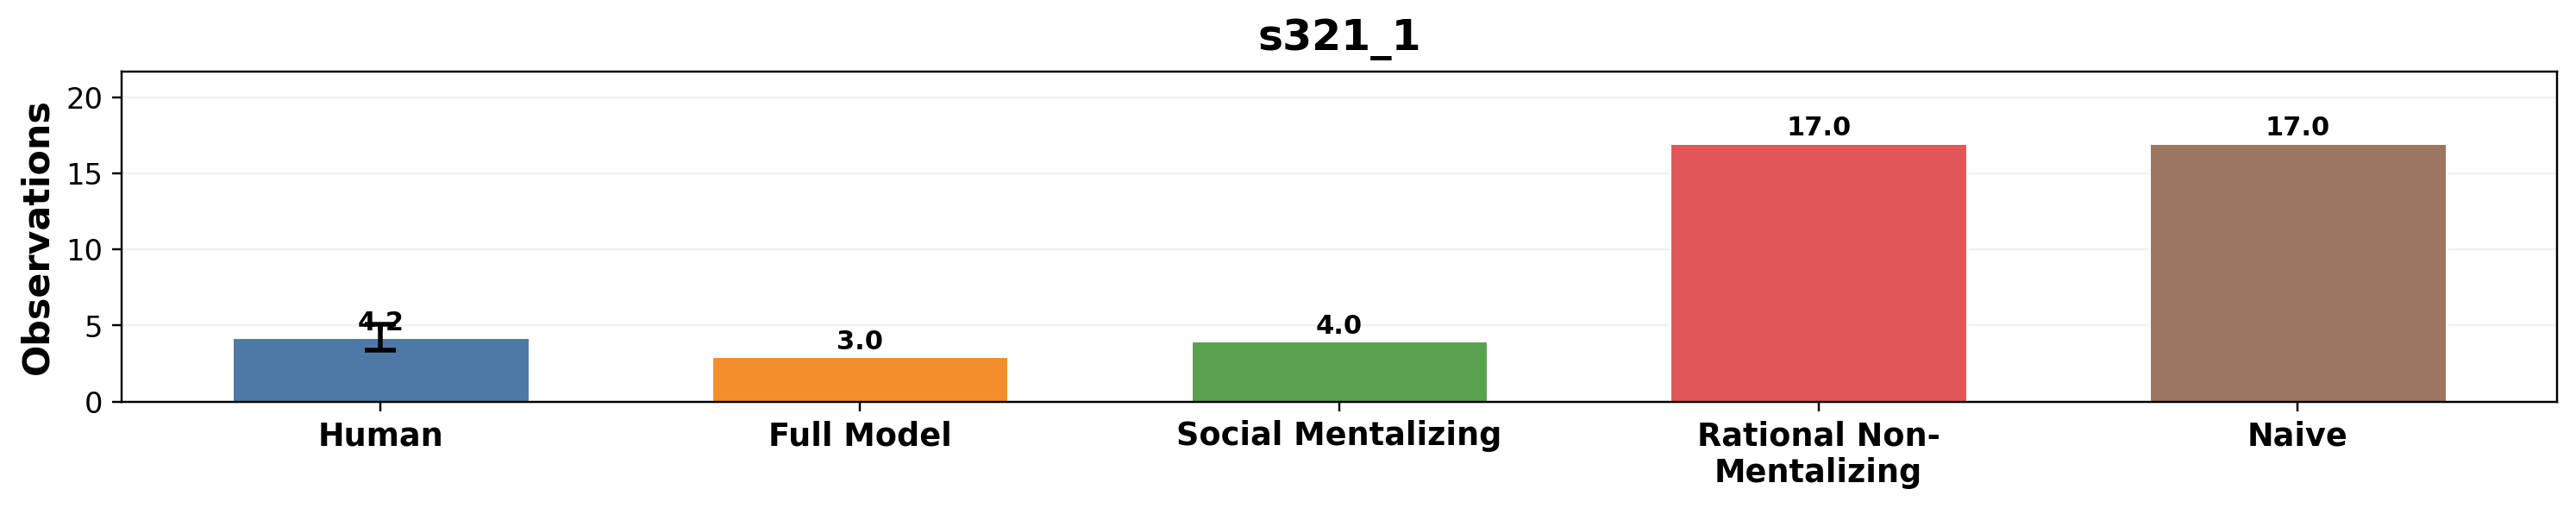 s321_1
Observations
20
15
10
5
0
4.2
3.0
4.0
17.0
17.0
Human
Full Model
Social Mentalizing
Rational Non-
Mentalizing
Naive